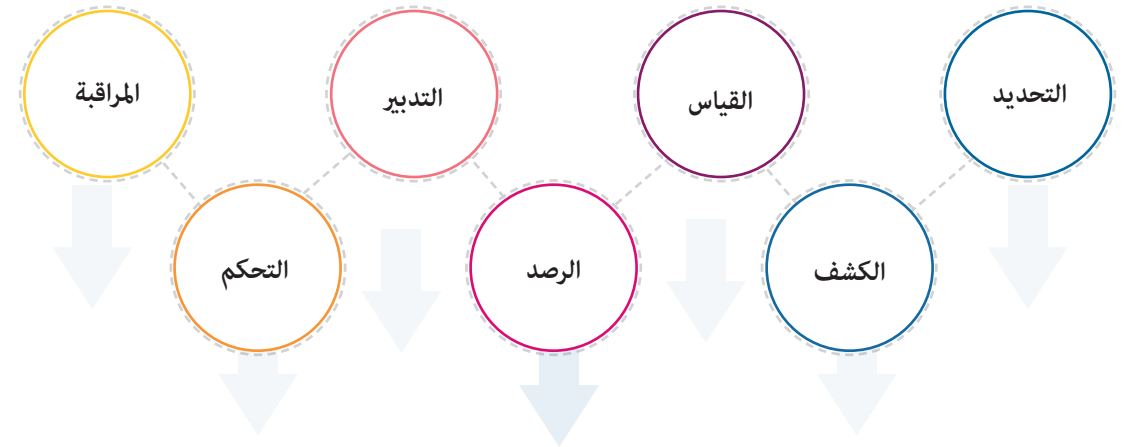 التحديد
الكشف
القياس
الرصد
التدبير
التحكم
المراقبة